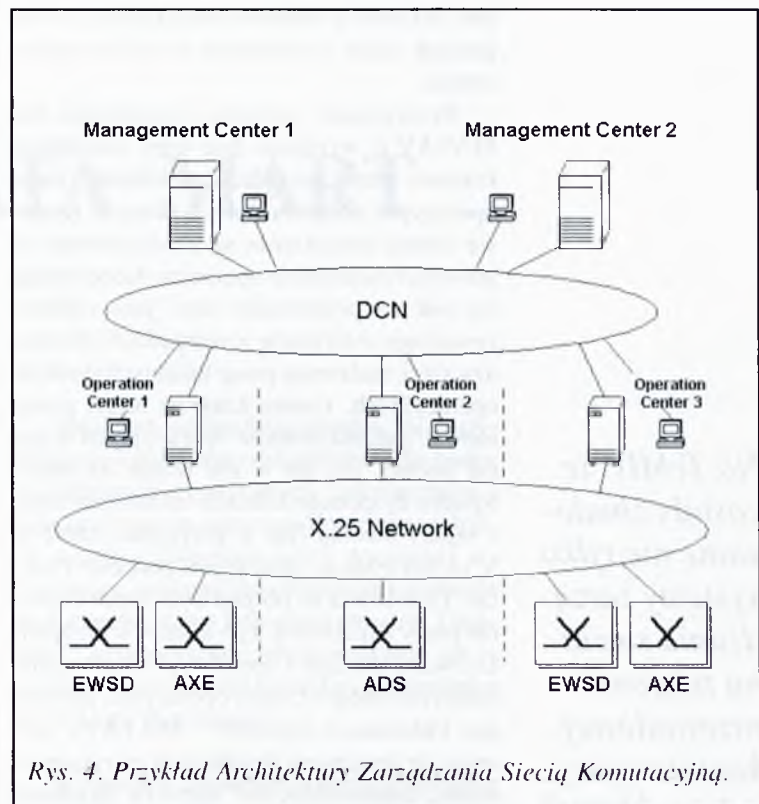 Management Center 1
Management Center 2
DCN
Operation
Center 1
Operation
Center 2
Operation
Center 3
X.25 Network
EWSD
AXE
ADS
EWSD
AXE
Rys. 4. Przykład Architektury Zarządzania Siecią Komutacyjną.